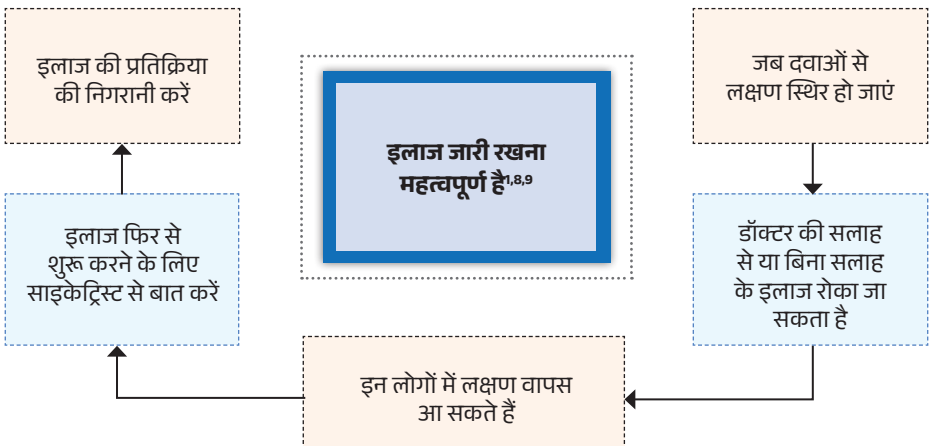 इलाज की प्रतिक्रिया
की निगरानी करें
इलाज जारी रखना
महत्वपूर्ण है1,8,9
जब दवाओं से
लक्षण स्थिर हो जाएं
इलाज फिर से
शुरू करने के लिए
साइकेट्रिस्ट से बात करें
डॉक्टर की सलाह
से या बिना सलाह
के इलाज रोका जा
सकता है
इन लोगों में लक्षण वापस
आ सकते हैं